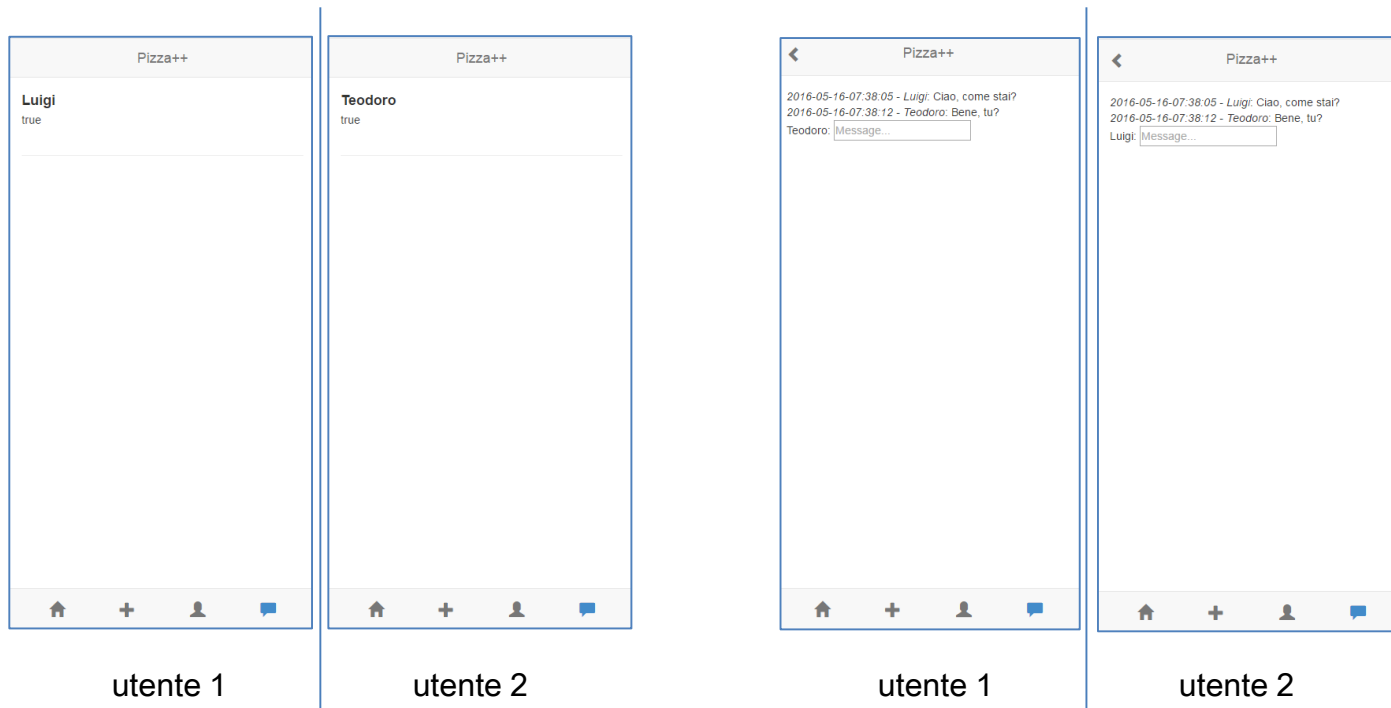 Pizza++
Luigi
true
utente 1
Pizza++
Teodoro
true
utente 2
Pizza++
2016-05-16-07:38:05 - Luigi: Ciao, come stai?
2016-05-16-07:38:12 - Teodoro: Bene, tu?
Teodoro: Message...
utente 1
Pizza++
2016-05-16-07:38:05 - Luigi: Ciao, come stai?
2016-05-16-07:38:12 - Teodoro: Bene, tu?
Luigi: Message...
utente 2